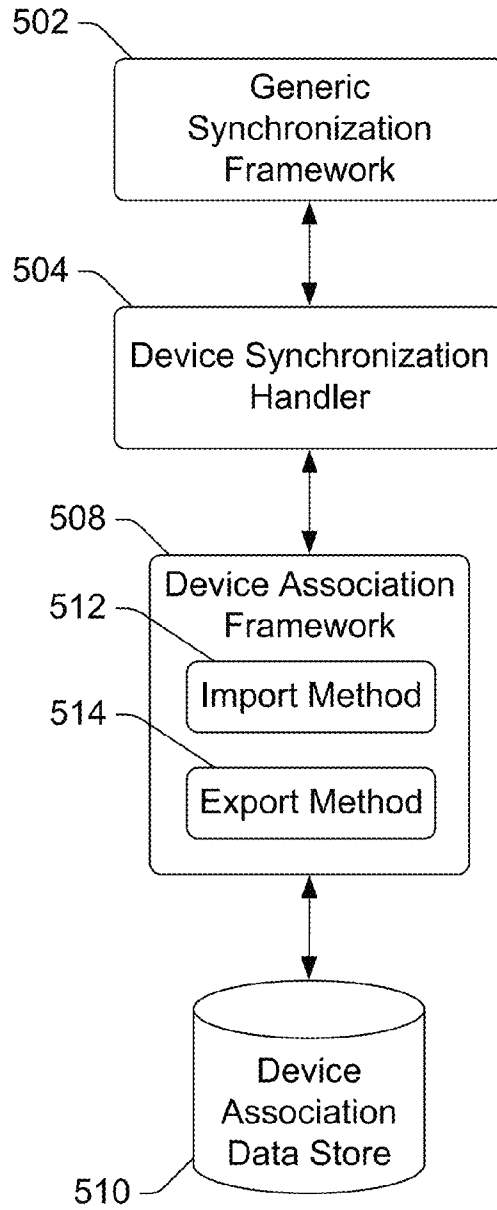 502
Generic
Synchronization
Framework
504
Device Synchronization
Handler
508
Device Association
Framework
512
Import Method
514
Export Method
Device
Association
Data Store
510